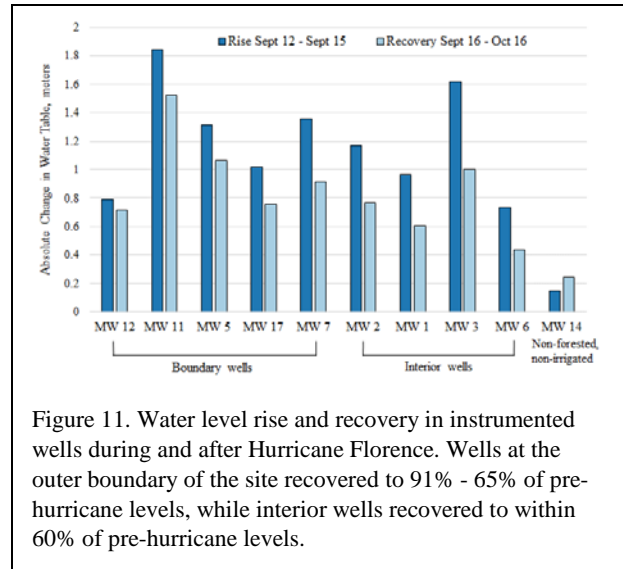 2
1.8
1.6
1.4
1.2
1
0.8
0.6
0.4
0.2
0
Absolute Change in Water Table, meters
Rise Sept 12 - Sept 15 Recovery Sept 16 - Oct 16
MW 12 MW 11 MW 5 MW 17 MW 7 MW 2 MW 1 MW 3 MW 6 MW 14
Non-forested,
non-irrigated
Boundary wells Interior wells
Figure 11. Water level rise and recovery in instrumented
wells during and after Hurricane Florence. Wells at the
outer boundary of the site recovered to 91% - 65% of pre-
hurricane levels, while interior wells recovered to within
60% of pre-hurricane levels.